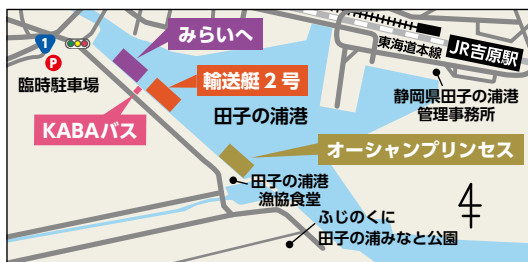 みらいへ
1
P
臨時駐車場
輸送艇2号
KABAバス
田子の浦港
東海道本線
JR吉原駅
静岡県田子の浦港
管理事務所
オーシャンプリンセス
田子の浦港
漁協食堂
ふじのくに
田子の浦みなと公園